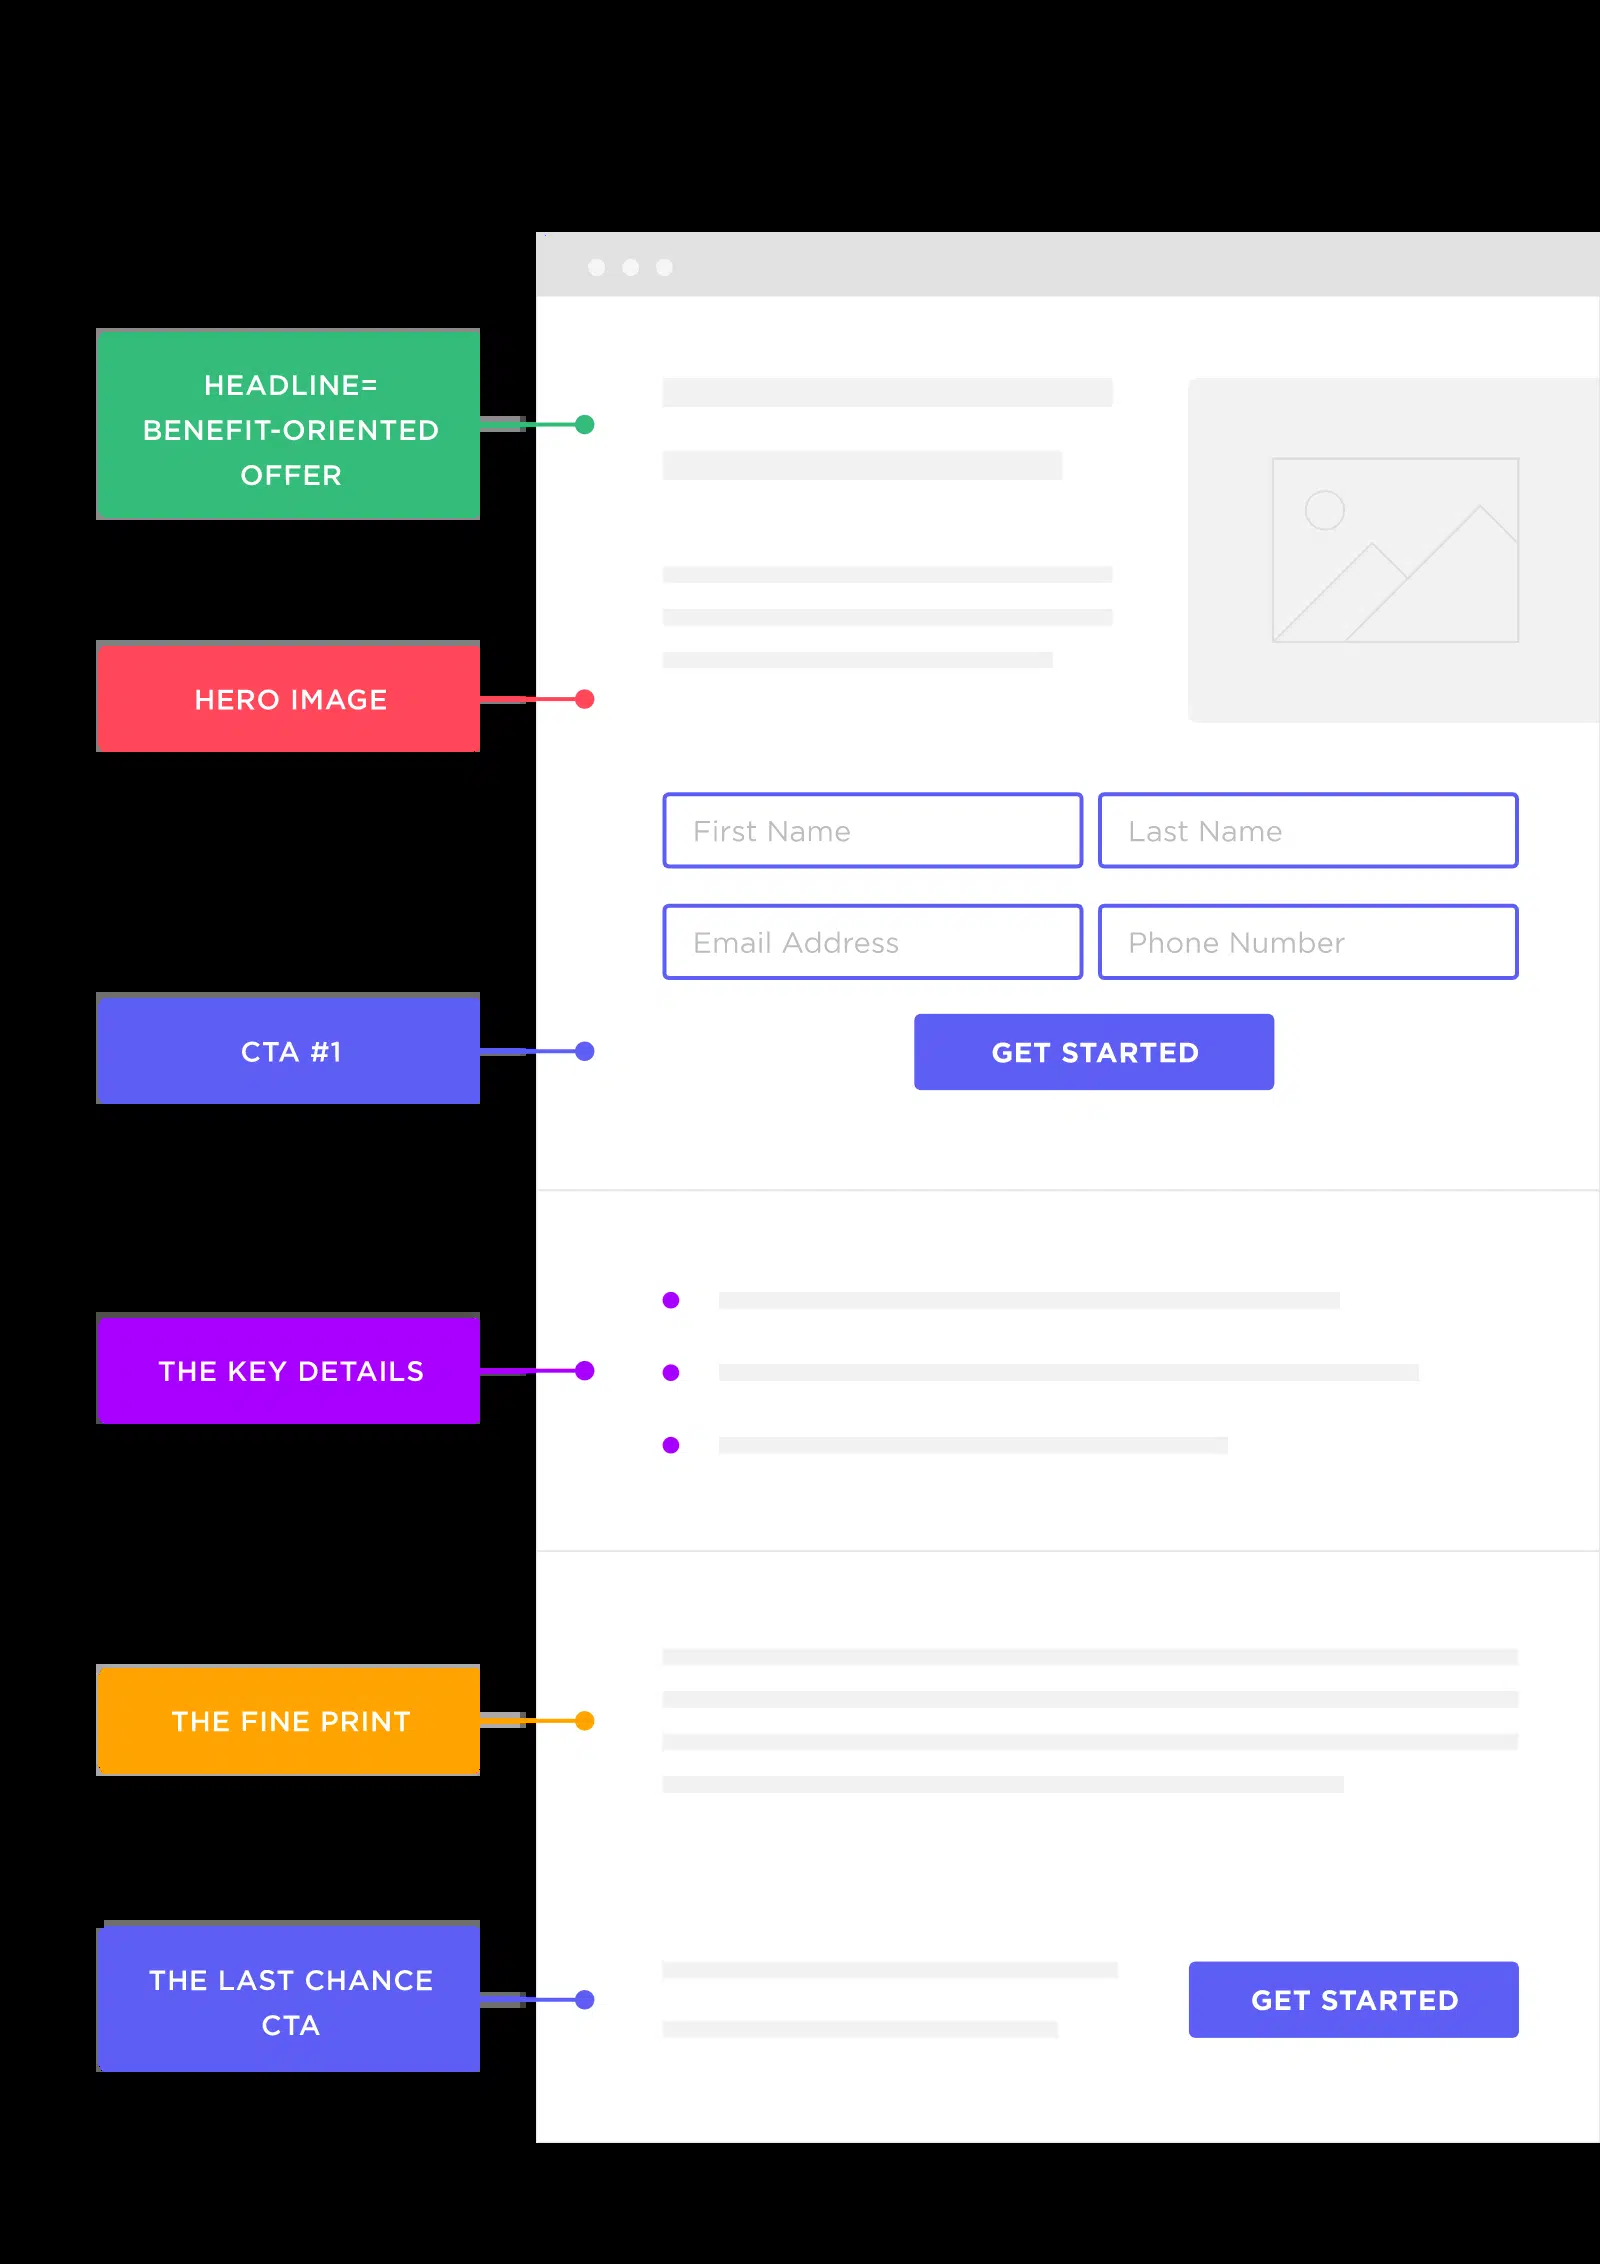 HEADLINE=
BENEFIT-ORIENTED
OFFER
HERO IMAGE
First Name
Last Name
Email Address
Phone Number
CTA #1
GET STARTED
THE KEY DETAILS
THE FINE PRINT
THE LAST CHANCE
CTA
GET STARTED